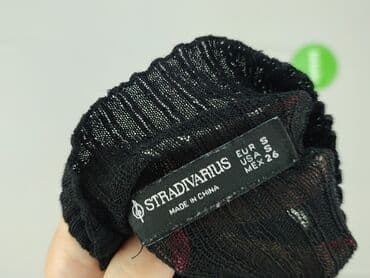 STRADIVARIUS
MADE IN CHINA
EUR S
USA S
MEX 26